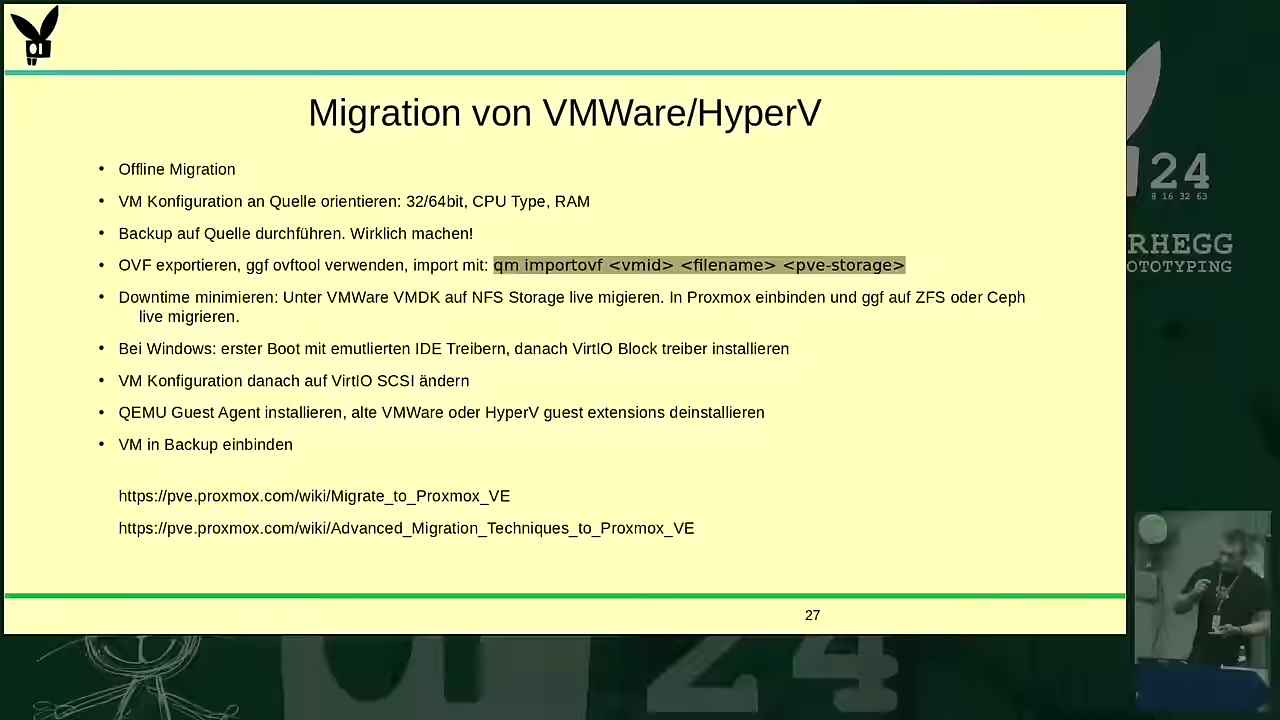 Migration von VMWare/HyperV
• Offline Migration
• VM Konfiguration an Quelle orientieren: 32/64bit, CPU Type, RAM
• Backup auf Quelle durchführen. Wirklich machen!
• OVF exportieren, ggf ovftool verwenden, import mit: qm importovf <vmid> <filename> <pve-storage>
• Downtime minimieren: Unter VMWare VMDK auf NFS Storage live migieren. In Proxmox einbinden und ggf auf ZFS oder Ceph
live migrieren.
• Bei Windows: erster Boot mit emutlierten IDE Treibern, danach VirtIO Block treiber installieren
• VM Konfiguration danach auf VirtIO SCSI ändern
• QEMU Guest Agent installieren, alte VMWare oder HyperV guest extensions deinstallieren
• VM in Backup einbinden
https://pve.proxmox.com/wiki/Migrate_to_Proxmox_VE
https://pve.proxmox.com/wiki/Advanced_Migration_Techniques_to_Proxmox_VE
27
24
8 16 32 63
RHEGG
OTOTYPING
24